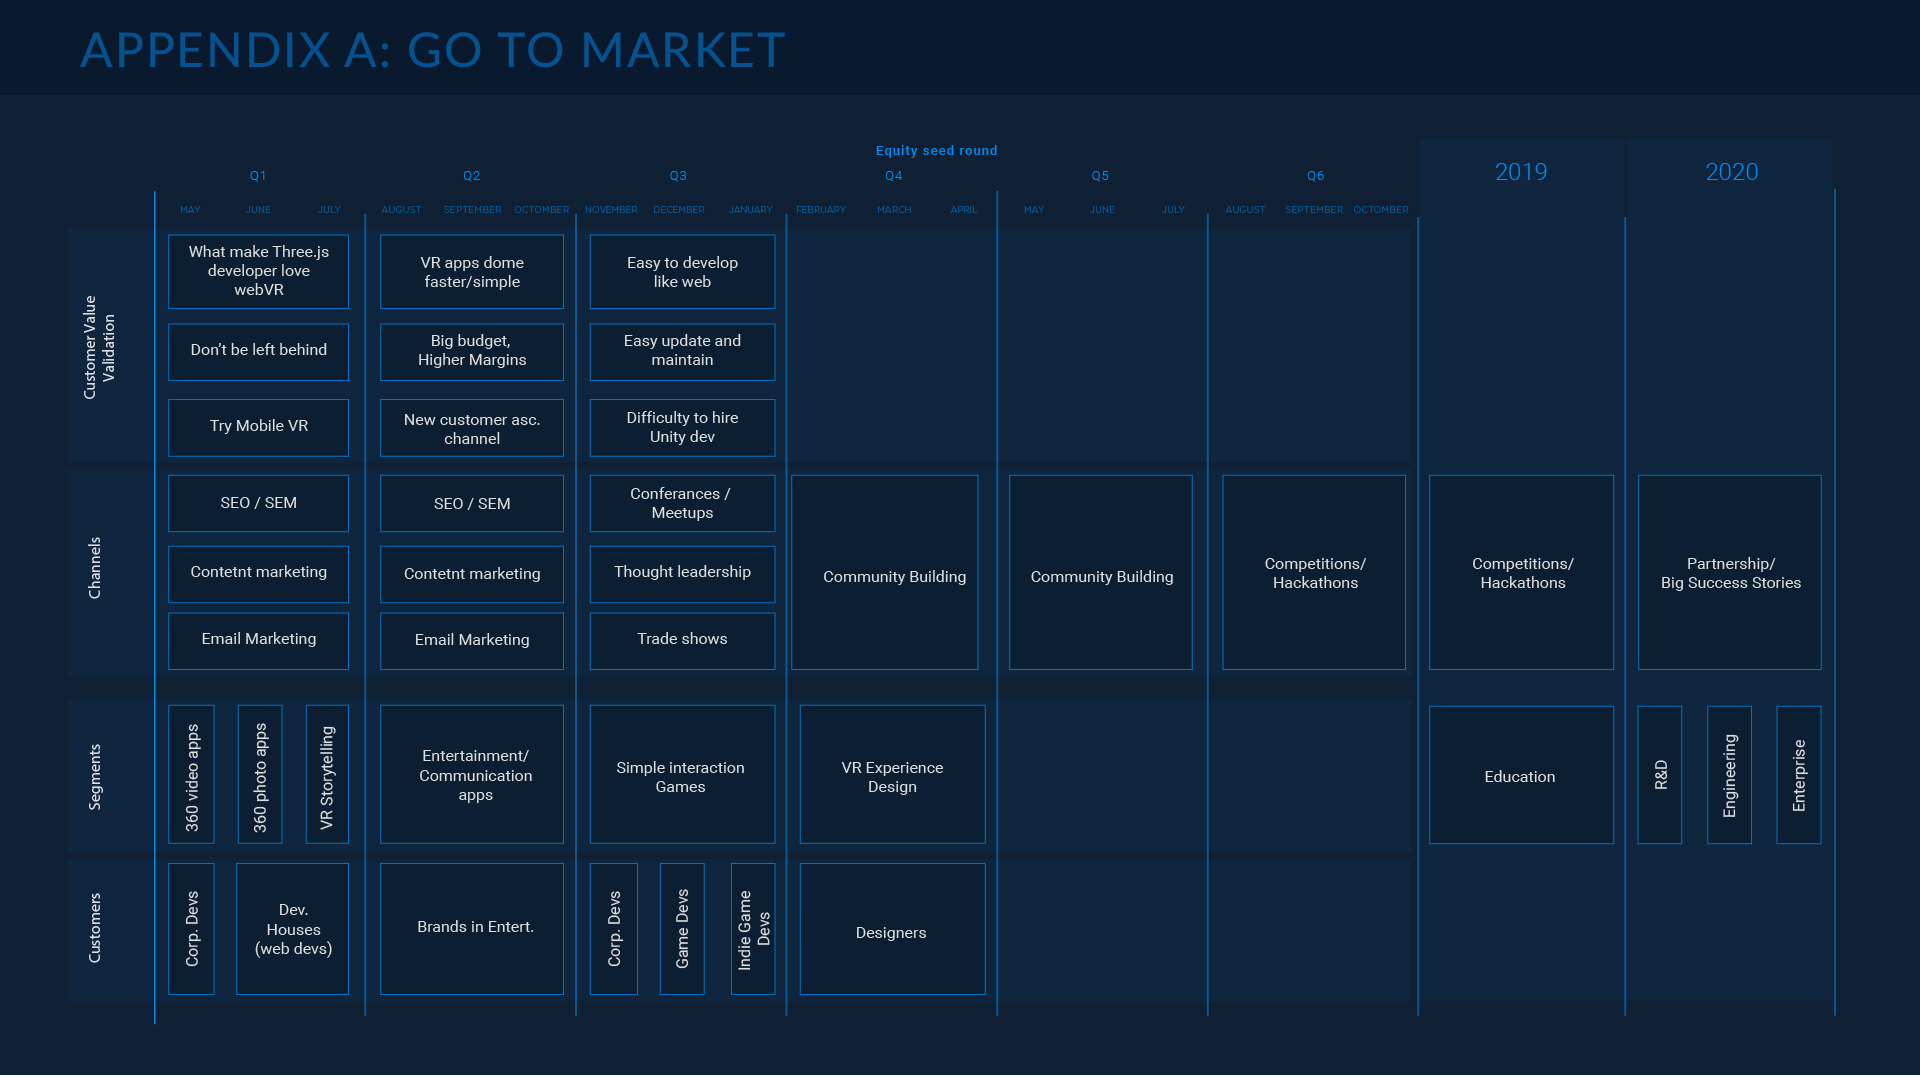 APPENDIX A: GO TO MARKET
Equity seed round
Q1 Q2 Q3 Q4 Q5 Q6 2019 2020
MAY JUNE JULY AUGUST SEPTEMBER OCTOMBER NOVEMBER DECEMBER JANUARY FEBRUARY MARCH APRIL MAY JUNE JULY AUGUST SEPTEMBER OCTOMBER
Customer Value
Validation
What make Three.js
developer love
webVR
VR apps dome
faster/simple
Easy to develop
like web
Don’t be left behind
Big budget,
Higher Margins
Easy update and
maintain
Try Mobile VR
New customer asc.
channel
Difficulty to hire
Unity dev
Channels
SEO / SEM
SEO / SEM
Conferances /
Meetups
Contetnt marketing
Contetnt marketing
Thought leadership
Email Marketing
Email Marketing
Trade shows
Community Building
Community Building
Competitions/
Hackathons
Competitions/
Hackathons
Partnership/
Big Success Stories
Segments
360 video apps
360 photo apps
VR Storytelling
Entertainment/
Communication
apps
Simple interaction
Games
VR Experience
Design
Education
R&D
Engineering
Enterprise
Customers
Corp. Devs
Dev.
Houses
(web devs)
Brands in Entert.
Corp. Devs
Game Devs
Indie Game
Devs
Designers